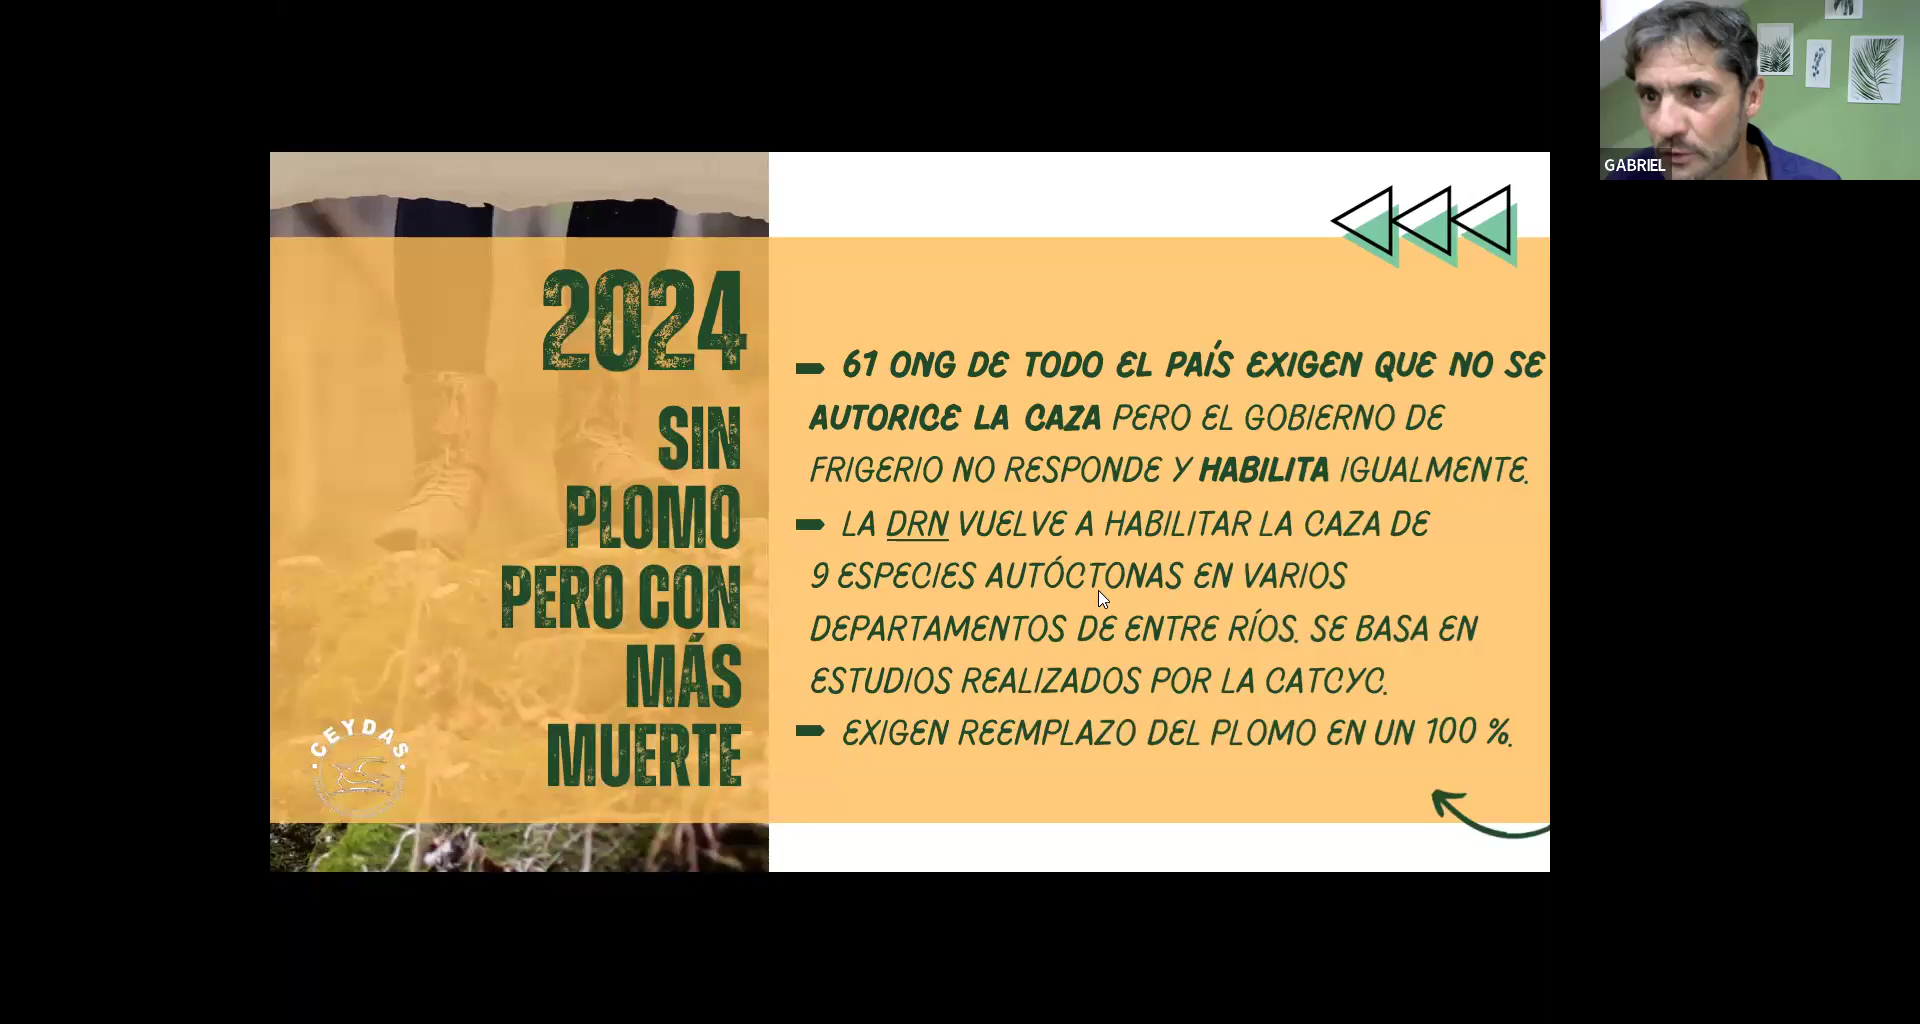 GABRIEL
2024
SIN
PLOMO
PERO CON
MÁS
MUERTE
61 ONG DE TODO EL PAÍS EXIGEN QUE NO SE
AUTORICE LA CAZA PERO EL GOBIERNO DE
FRIGERIO NO RESPONDE Y HABILITA IGUALMENTE.
LA DRN VUELVE A HABILITAR LA CAZA DE
9 ESPECIES AUTÓCTONAS EN VARIOS
DEPARTAMENTOS DE ENTRE RÍOS. SE BASA EN
ESTUDIOS REALIZADOS POR LA CATCYC.
EXIGEN REEMPLAZO DEL PLOMO EN UN 100 %.
CEYDAS